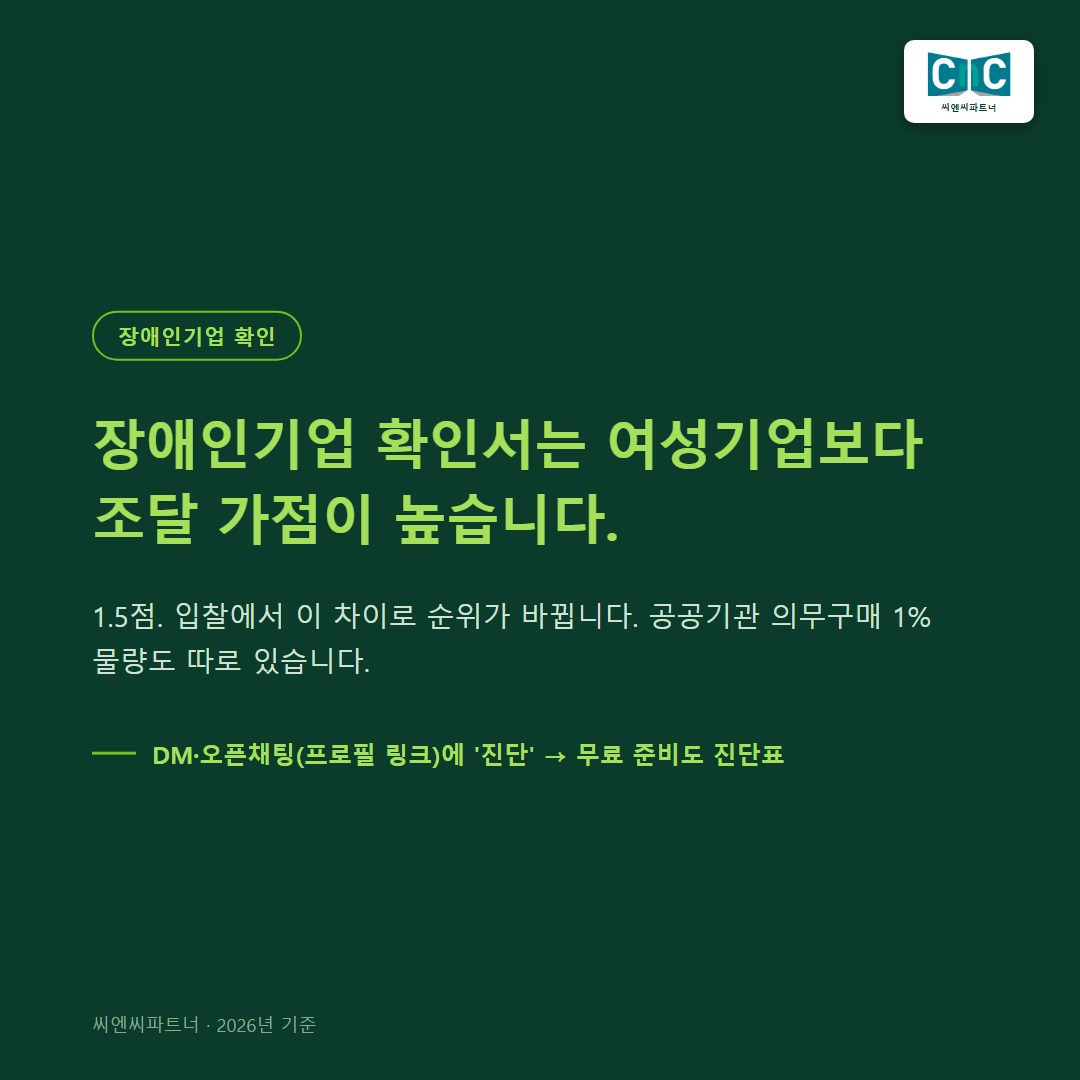 CnC
씨엔씨파트너
장애인기업 확인
장애인기업 확인서는 여성기업보다
조달 가점이 높습니다.
1.5점. 입찰에서 이 차이로 순위가 바뀝니다. 공공기관 의무구매 1%
물량도 따로 있습니다.
DM·오픈채팅(프로필 링크)에 '진단' → 무료 준비도 진단표
씨엔씨파트너 · 2026년 기준